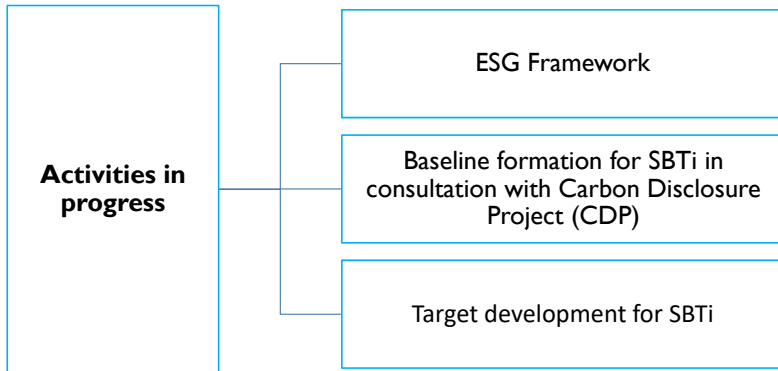 Activities in
progress
ESG Framework
Baseline formation for SBTi in
consultation with Carbon Disclosure
Project (CDP)
Target development for SBTi